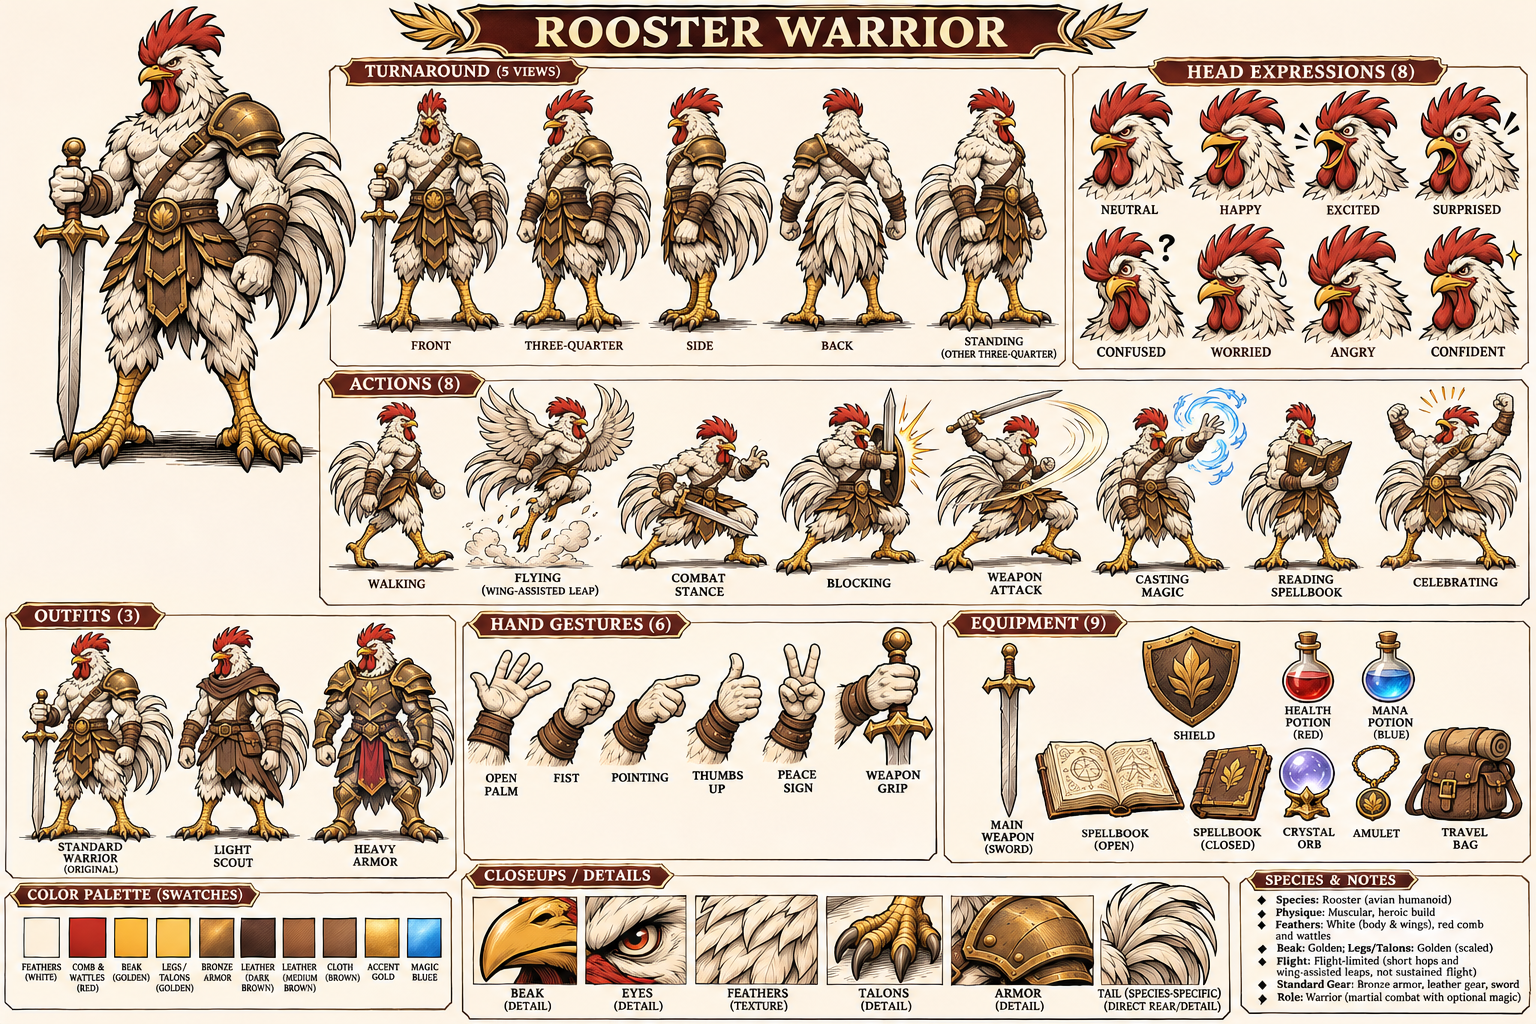 ROOSTER WARRIOR
TURNAROUND (5 VIEWS)
FRONT
THREE-QUARTER
SIDE
BACK
STANDING
(OTHER THREE-QUARTER)
HEAD EXPRESSIONS (8)
NEUTRAL
HAPPY
EXCITED
SURPRISED
?
CONFUSED
WORRIED
ANGRY
CONFIDENT
ACTIONS (8)
WALKING
FLYING
(WING-ASSISTED LEAP)
COMBAT
STANCE
BLOCKING
WEAPON
ATTACK
CASTING
MAGIC
READING
SPELLBOOK
CELEBRATING
OUTFITS (3)
STANDARD
WARRIOR
(ORIGINAL)
LIGHT
SCOUT
HEAVY
ARMOR
HAND GESTURES (6)
OPEN
PALM
FIST
POINTING
THUMBS
UP
PEACE
SIGN
WEAPON
GRIP
EQUIPMENT (9)
MAIN
WEAPON
(SWORD)
SHIELD
HEALTH
POTION
(RED)
MANA
POTION
(BLUE)
SPELLBOOK
(OPEN)
SPELLBOOK
(CLOSED)
CRYSTAL
ORB
AMULET
TRAVEL
BAG
COLOR PALETTE (SWATCHES)
FEATHERS
(WHITE)
COMB &
WATTLES
(RED)
BEAK
(GOLDEN)
LEGS/
TALONS
(GOLDEN)
BRONZE
ARMOR
LEATHER
(DARK
BROWN)
LEATHER
(MEDIUM
BROWN)
CLOTH
(BROWN)
ACCENT
GOLD
MAGIC
BLUEE
CLOSEUPS / DETAILS
BEAK
(DETAIL)
EYES
(DETAIL)
FEATHERS
(TEXTURE)
TALONS
(DETAIL)
ARMOR
(DETAIL)
TAIL (SPECIES-SPECIFIC)
(DIRECT REAR/DETAIL)
SPECIES & NOTES
◆ Species: Rooster (avian humanoid)
◆ Physique: Muscular, heroic build
◆ Feathers: White (body & wings), red comb
and wattles
◆ Beak: Golden; Legs/Talons: Golden (scaled)
◆ Flight: Flight-limited (short hops and
wing-assisted leaps, not sustained flight)
◆ Standard Gear: Bronze armor, leather gear, sword
◆ Role: Warrior (martial combat with optional magic)